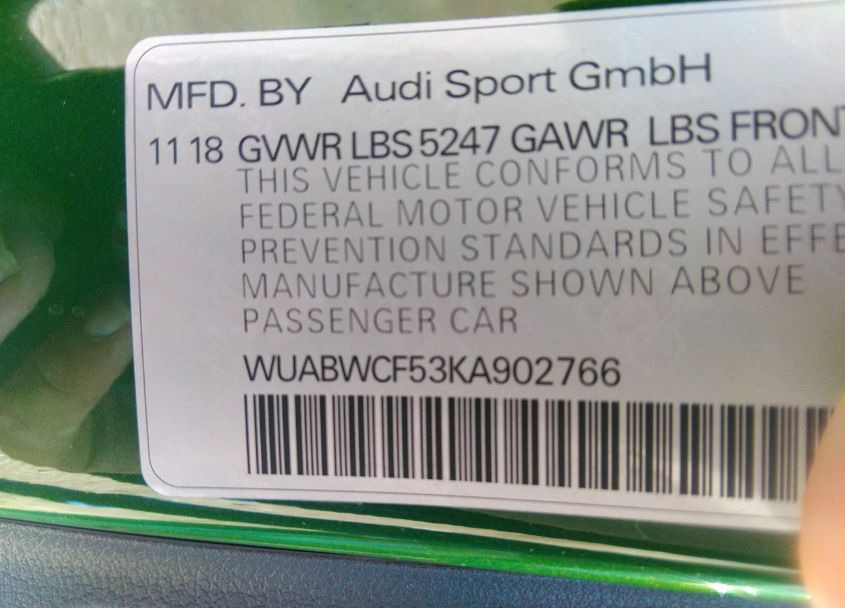 MFD. BY Audi Sport GmbH
11 18 GVWR LBS 5247 GAWR LBS FRONT
THIS VEHICLE CONFORMS TO ALL
FEDERAL MOTOR VEHICLE SAFETY
PREVENTION STANDARDS IN EFFE
MANUFACTURE SHOWN ABOVE
PASSENGER CAR
WUABWCF53KA902766